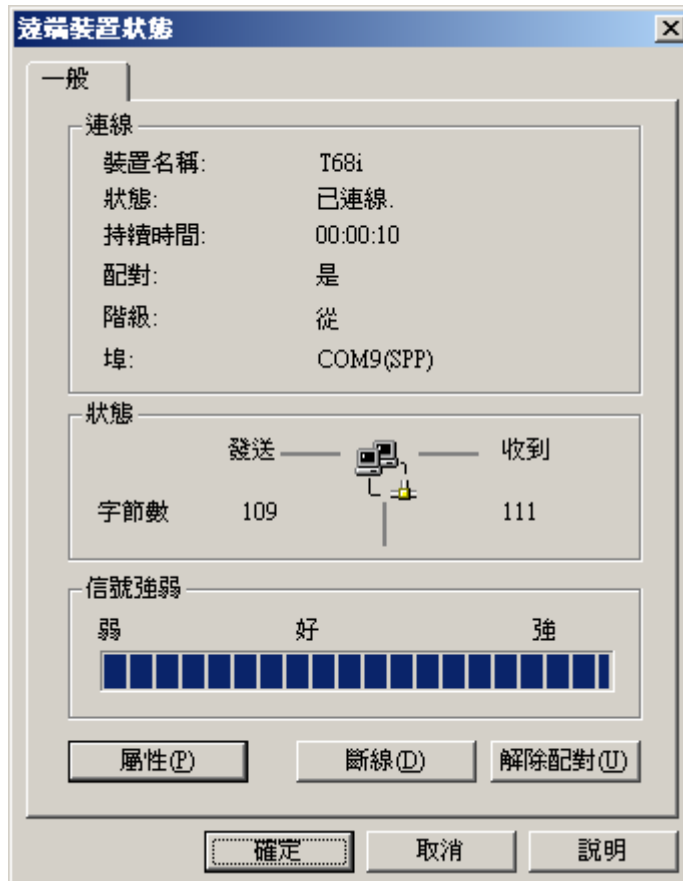 遠端裝置狀態
一般
連線
裝置名稱: T68i
狀態: 已連線.
持續時間: 00:00:10
配對: 是
階級: 從
埠: COM9(SPP)
狀態
發送 收到
字節數 109 111
信號強弱
弱 好 強
屬性(P) 斷線(D) 解除配對(U)
確定 取消 說明